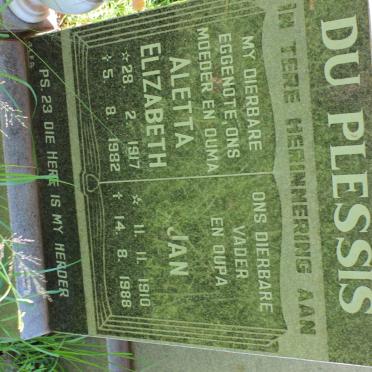 DU PLESSIS
IN TERE HERINNERING AAN
MY DIERBARE
EGGENOTE ONS
MOEDER EN OUMA
ALETTA
ELIZABETH
☆ 28. 2. 1917
✝ 5. 8. 1982
ONS DIERBARE
VADER
EN OUPA
JAN
☆ 11. 11. 1910
✝ 14. 8. 1988
PS. 23 DIE HERE IS MY HERDER